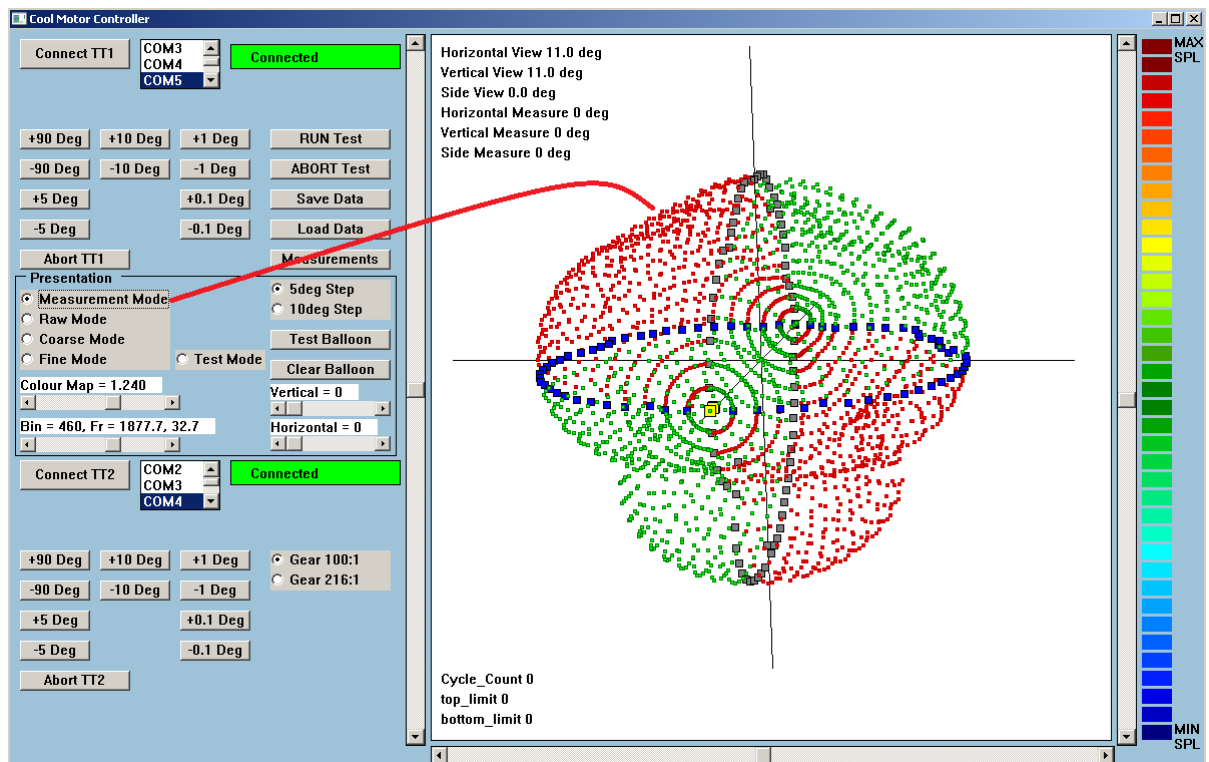 Cool Motor Controller
Connect TT1
COM3
COM4
COM5
Connected
+90 Deg
+10 Deg
+1 Deg
RUN Test
-90 Deg
-10 Deg
-1 Deg
ABORT Test
+5 Deg
+0.1 Deg
Save Data
-5 Deg
-0.1 Deg
Load Data
Abort TT1
Measurements
Presentation
Measurement Mode
Raw Mode
Coarse Mode
Fine Mode
Test Mode
5deg Step
10deg Step
Test Balloon
Clear Balloon
Colour Map = 1.240
Vertical = 0
Bin = 460, Fr = 1877.7, 32.7
Horizontal = 0
Connect TT2
COM2
COM3
COM4
Connected
+90 Deg
+10 Deg
+1 Deg
Gear 100:1
-90 Deg
-10 Deg
-1 Deg
Gear 216:1
+5 Deg
+0.1 Deg
-5 Deg
-0.1 Deg
Abort TT2
Horizontal View 11.0 deg
Vertical View 11.0 deg
Side View 0.0 deg
Horizontal Measure 0 deg
Vertical Measure 0 deg
Side Measure 0 deg
Cycle_Count 0
top_limit 0
bottom_limit 0
MAX
SPL
MIN
SPL